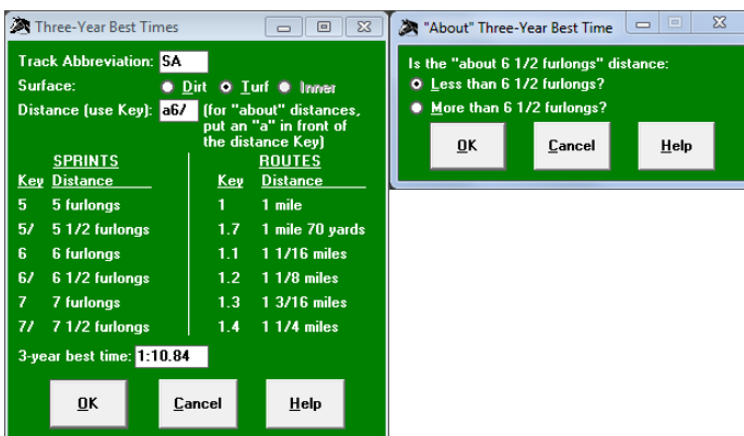 Three-Year Best Times
Track Abbreviation: SA
Surface: Dirt Turf Inner
Distance (use Key): a6/ (for "about" distances,
put an "a" in front of
the distance Key)
SPRINTS
Key Distance
5 5 furlongs
5/ 5 1/2 furlongs
6 6 furlongs
6/ 6 1/2 furlongs
7 7 furlongs
7/ 7 1/2 furlongs
ROUTES
Key Distance
1 1 mile
1.7 1 mile 70 yards
1.1 1 1/16 miles
1.2 1 1/8 miles
1.3 1 3/16 miles
1.4 1 1/4 miles
3-year best time: 1:10.84
OK Cancel Help
"About" Three-Year Best Time
Is the "about 6 1/2 furlongs" distance:
Less than 6 1/2 furlongs?
More than 6 1/2 furlongs?
OK Cancel Help